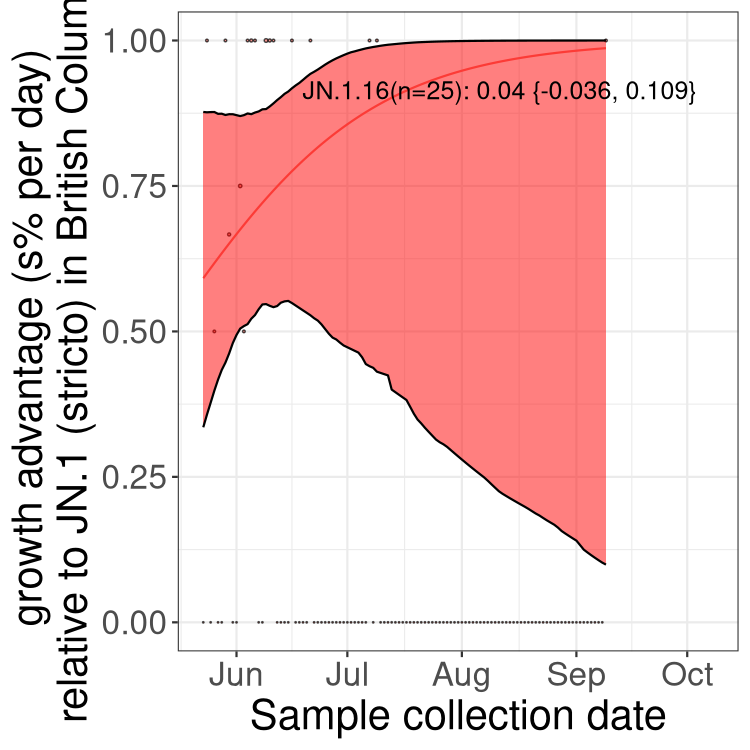 growth advantage (s% per day)
relative to JN.1 (stricto) in British Colum
1.00
0.75
0.50
0.25
0.00
JN.1.16(n=25): 0.04 {-0.036, 0.109}
Jun Jul Aug Sep Oct
Sample collection date